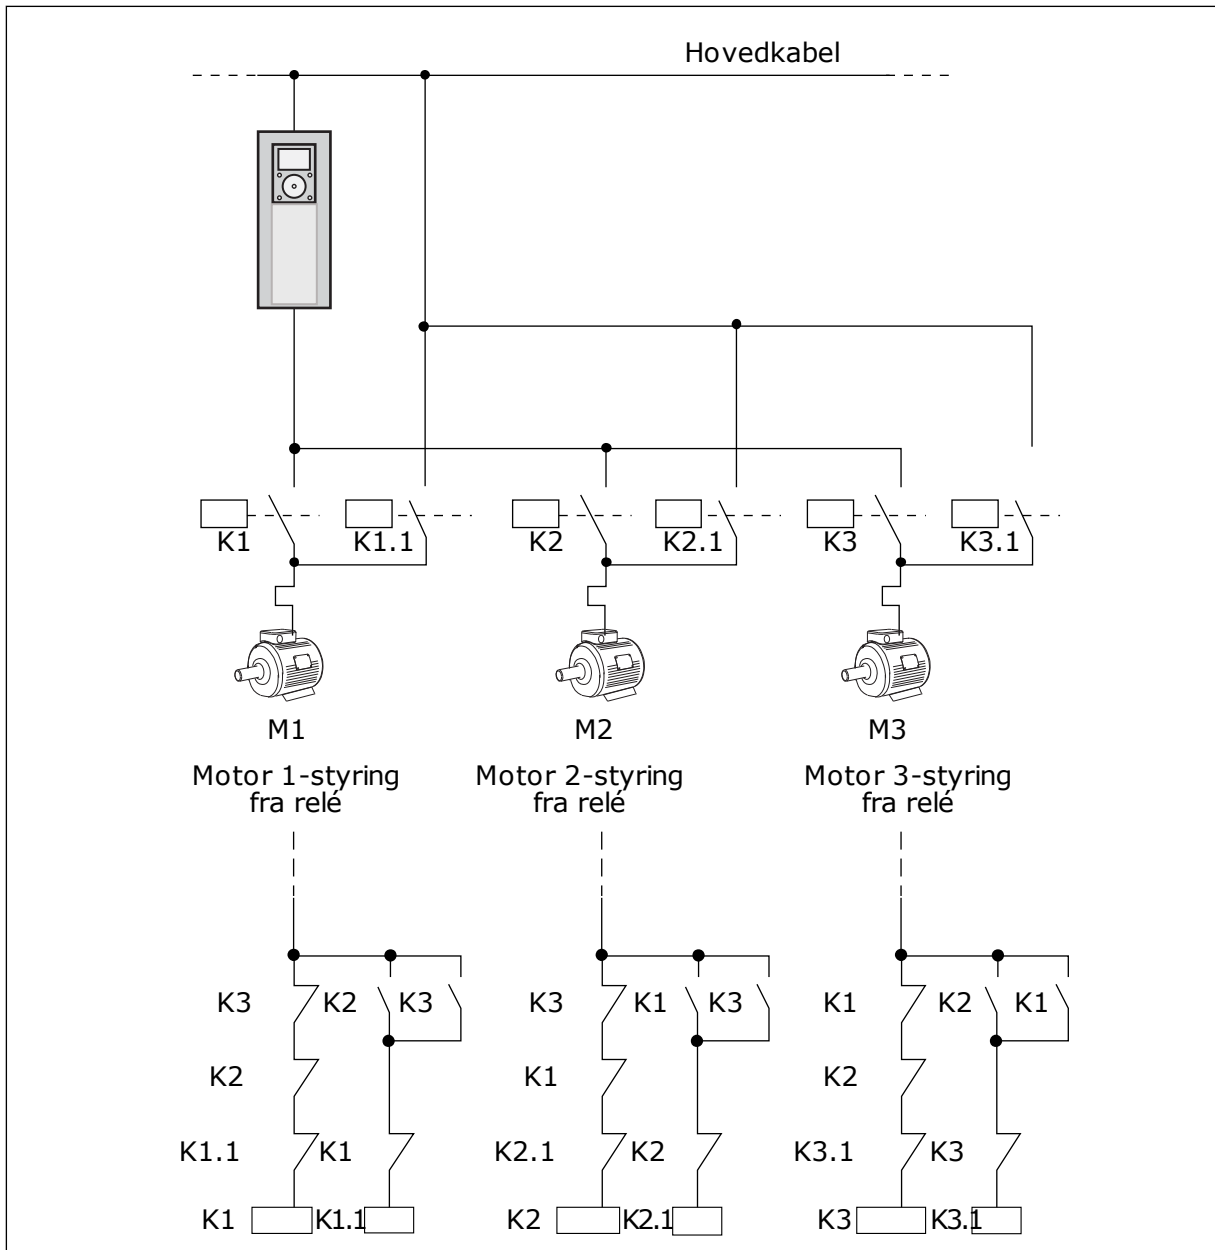 Hovedkabel
K1 K1.1 K2 K2.1 K3 K3.1
M1 M2 M3
Motor 1-styring Motor 2-styring Motor 3-styring
fra relé fra relé fra relé
K3 K2 K3 K3 K1 K3 K1 K2 K1
K2 K1 K2
K1.1 K1 K2.1 K2 K3.1 K3
K1 K1.1 K2 K2.1 K3 K3.1